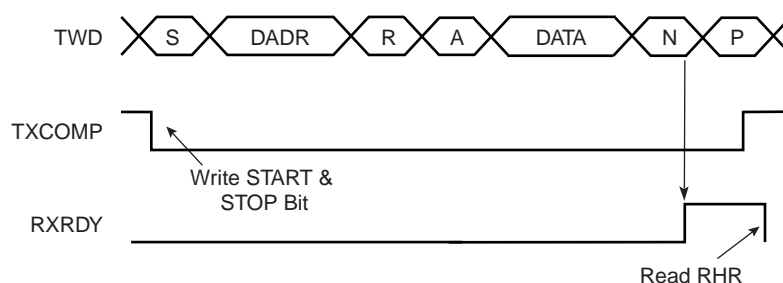 TWD S DADR R A DATA N P
TXCOMP
Write START &
STOP Bit
RXRDY
Read RHR